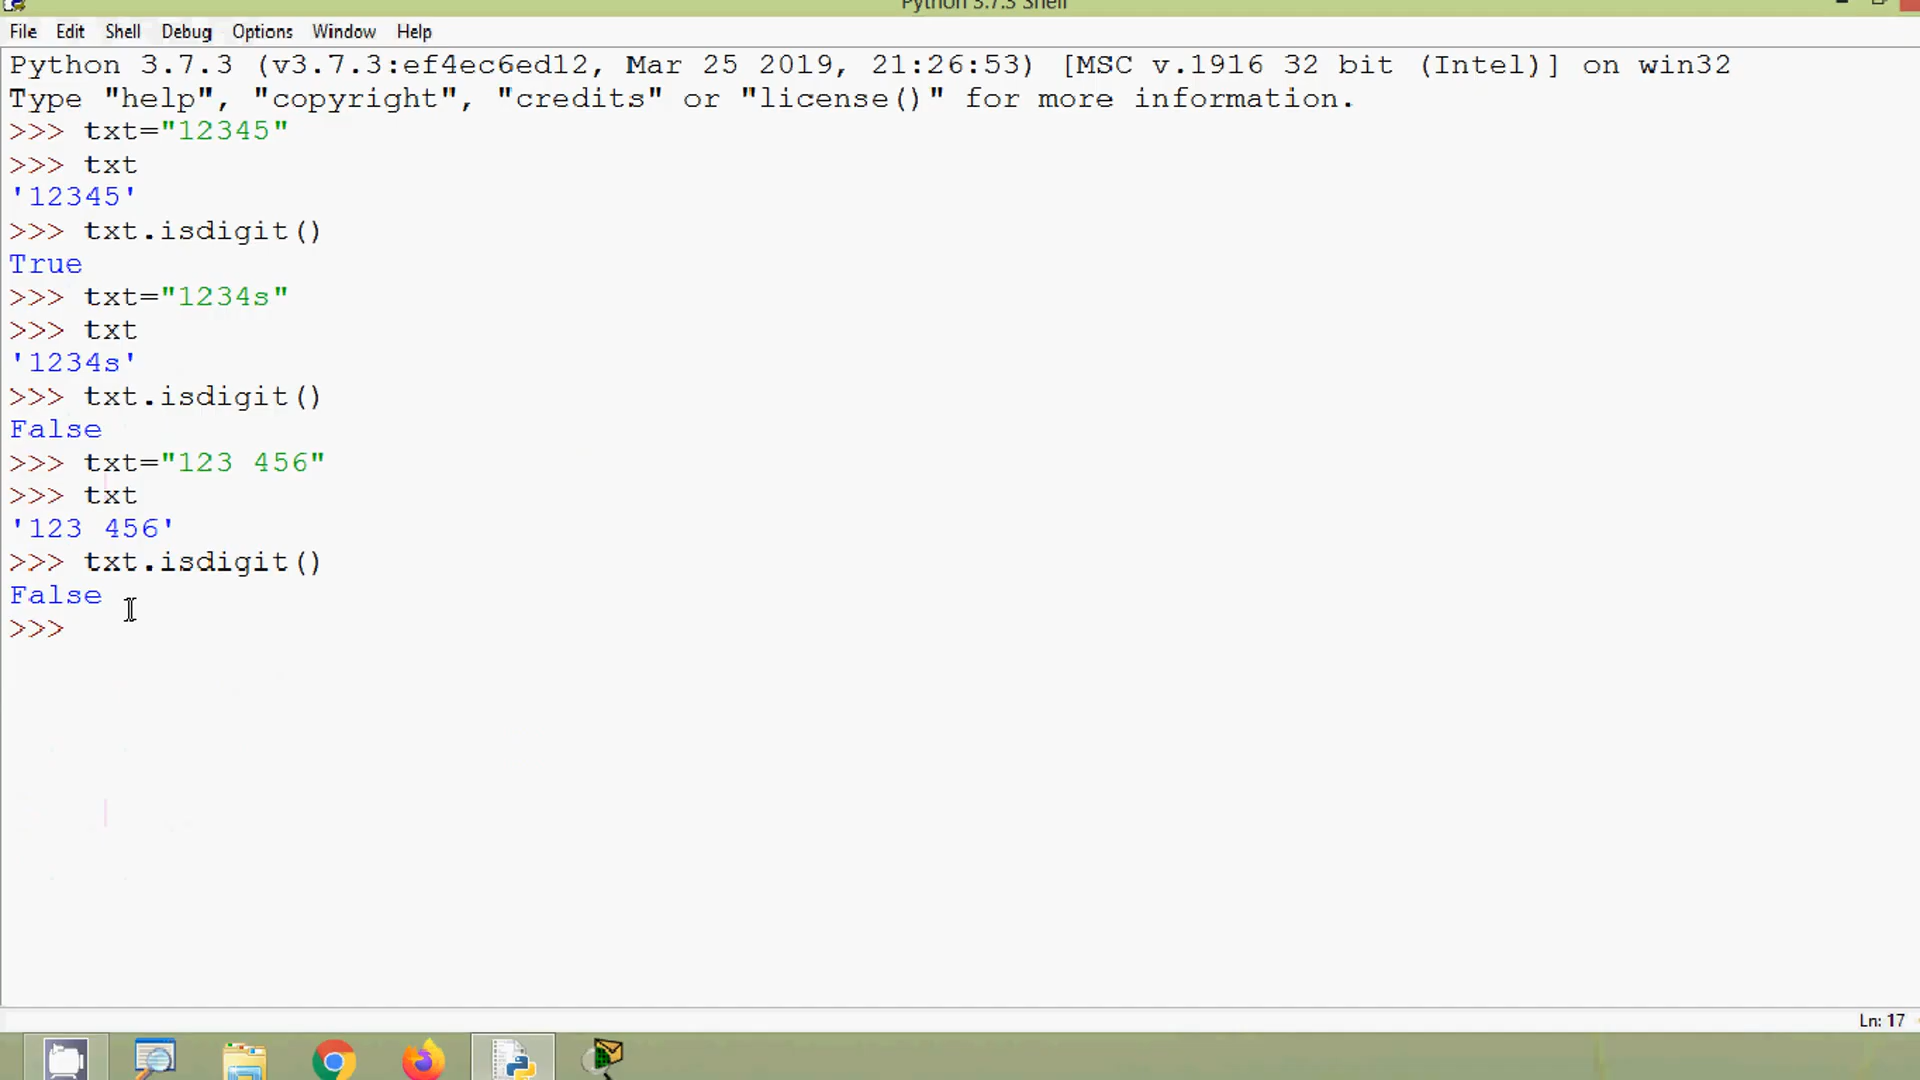 Python 3.7.3 Shell
File Edit Shell Debug Options Window Help
Python 3.7.3 (v3.7.3:ef4ec6ed12, Mar 25 2019, 21:26:53) [MSC v.1916 32 bit (Intel)] on win32
Type "help", "copyright", "credits" or "license()" for more information.
>>> txt="12345"
>>> txt
'12345'
>>> txt.isdigit()
True
>>> txt="1234s"
>>> txt
'1234s'
>>> txt.isdigit()
False
>>> txt="123 456"
>>> txt
'123 456'
>>> txt.isdigit()
False
>>>
Ln: 17